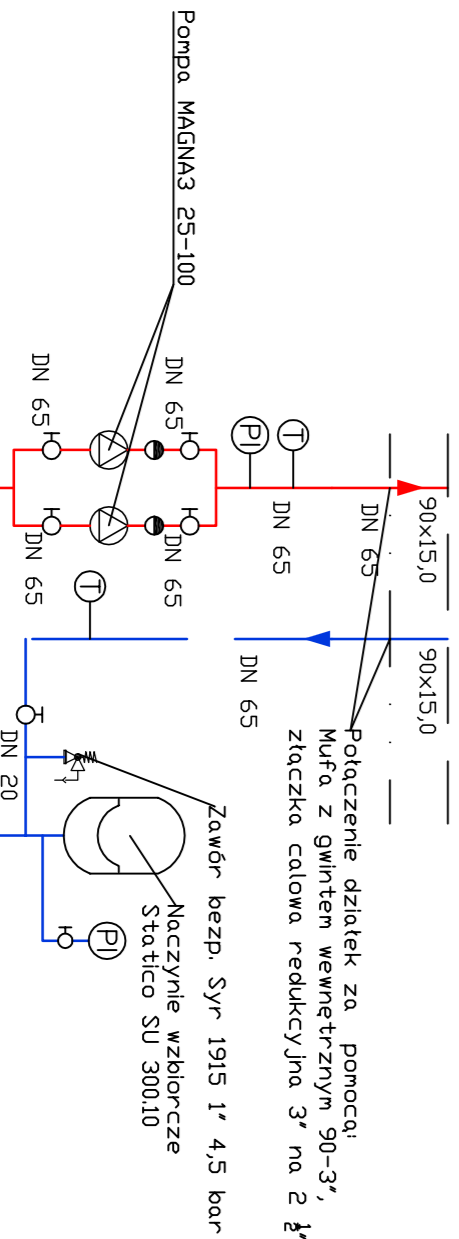 90x15,0
90x15,0
DN 65
DN 65
T
PI
DN 65
Połączenie działek za pomocą:
Mufa z gwintem wewnętrznym 90-3",
złączka calowa redukcyjna 3" na 2 1/2"
Pompa MAGNA3 25-100
DN 65
DN 65
DN 65
DN 65
T
Zawór bezp. Syr 1915 1" 4,5 bar
Naczynie wzbiorcze
Statico SU 300.10
DN 20
PI